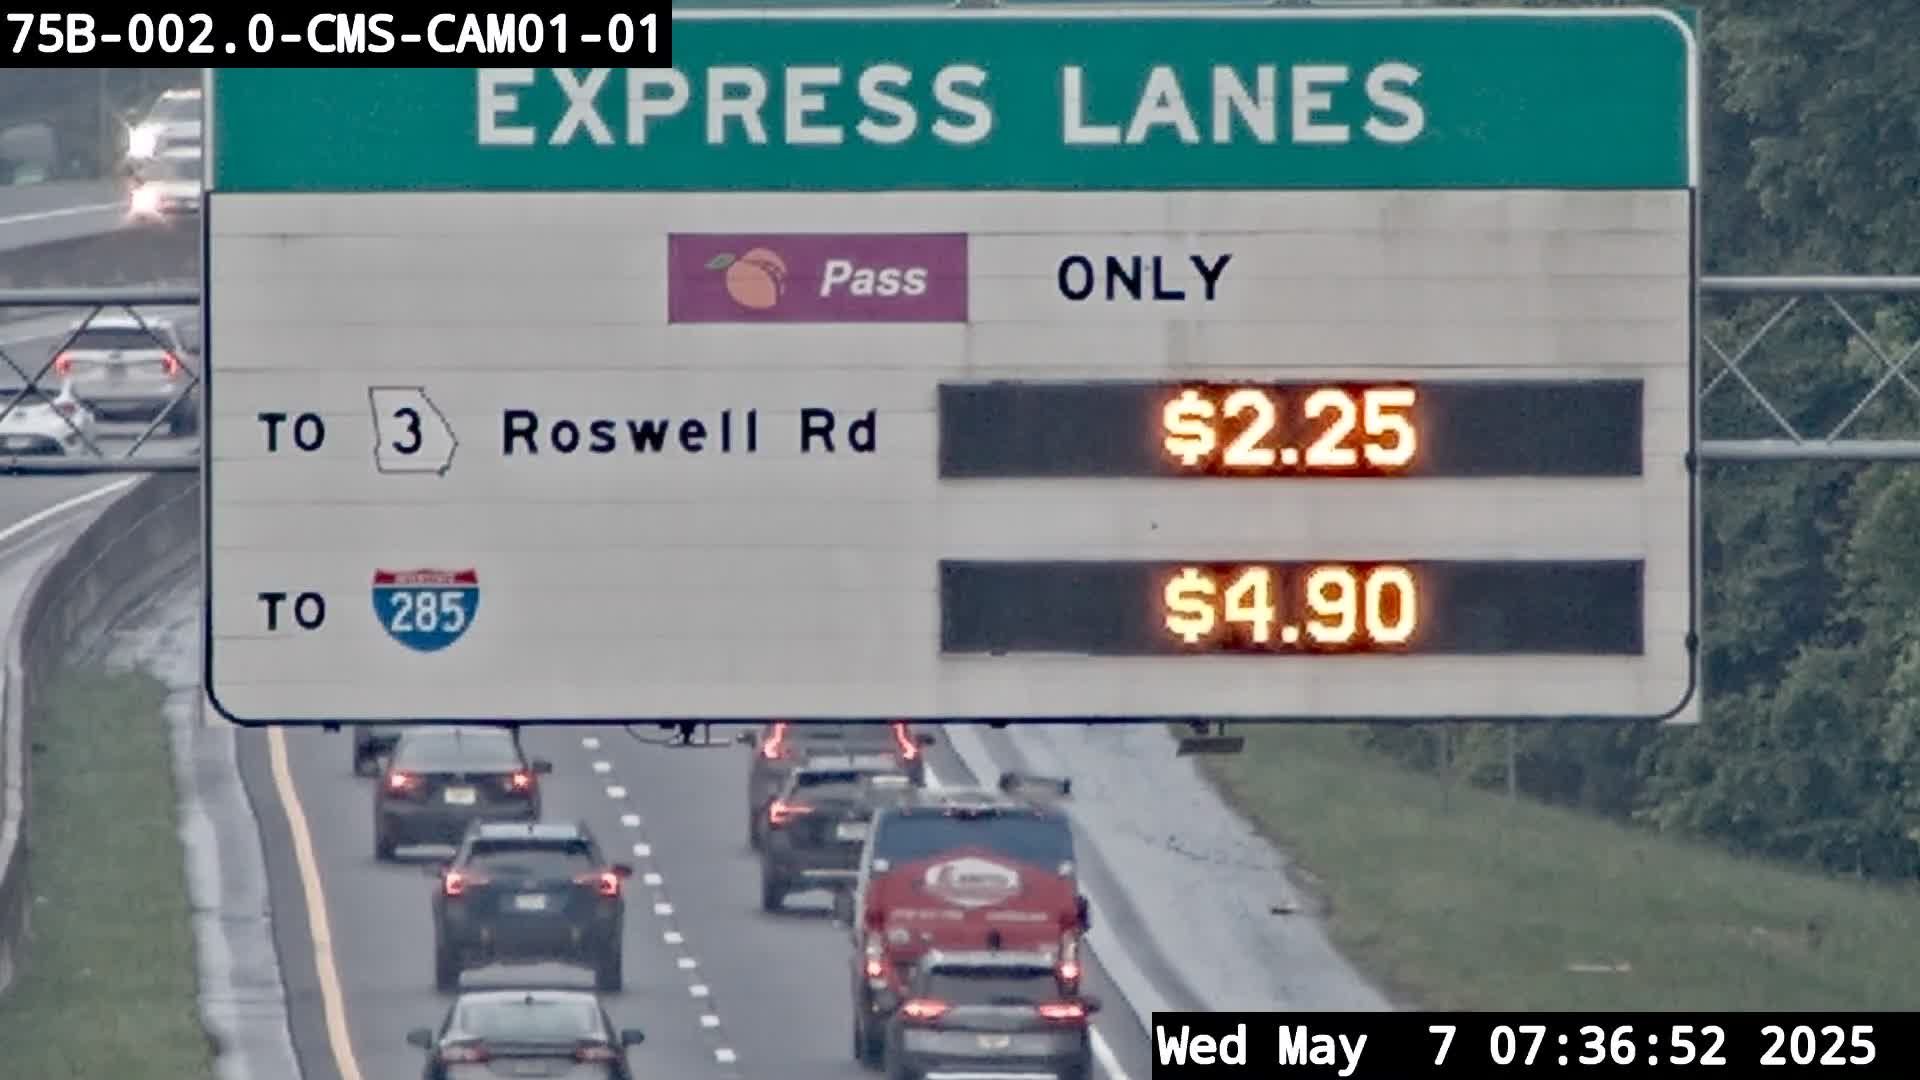 75B-002.0-CMS-CAM01-01
EXPRESS LANES
Pass ONLY
TO 3 Roswell Rd $2.25
TO 285 $4.90
Wed May 7 07:36:52 2025